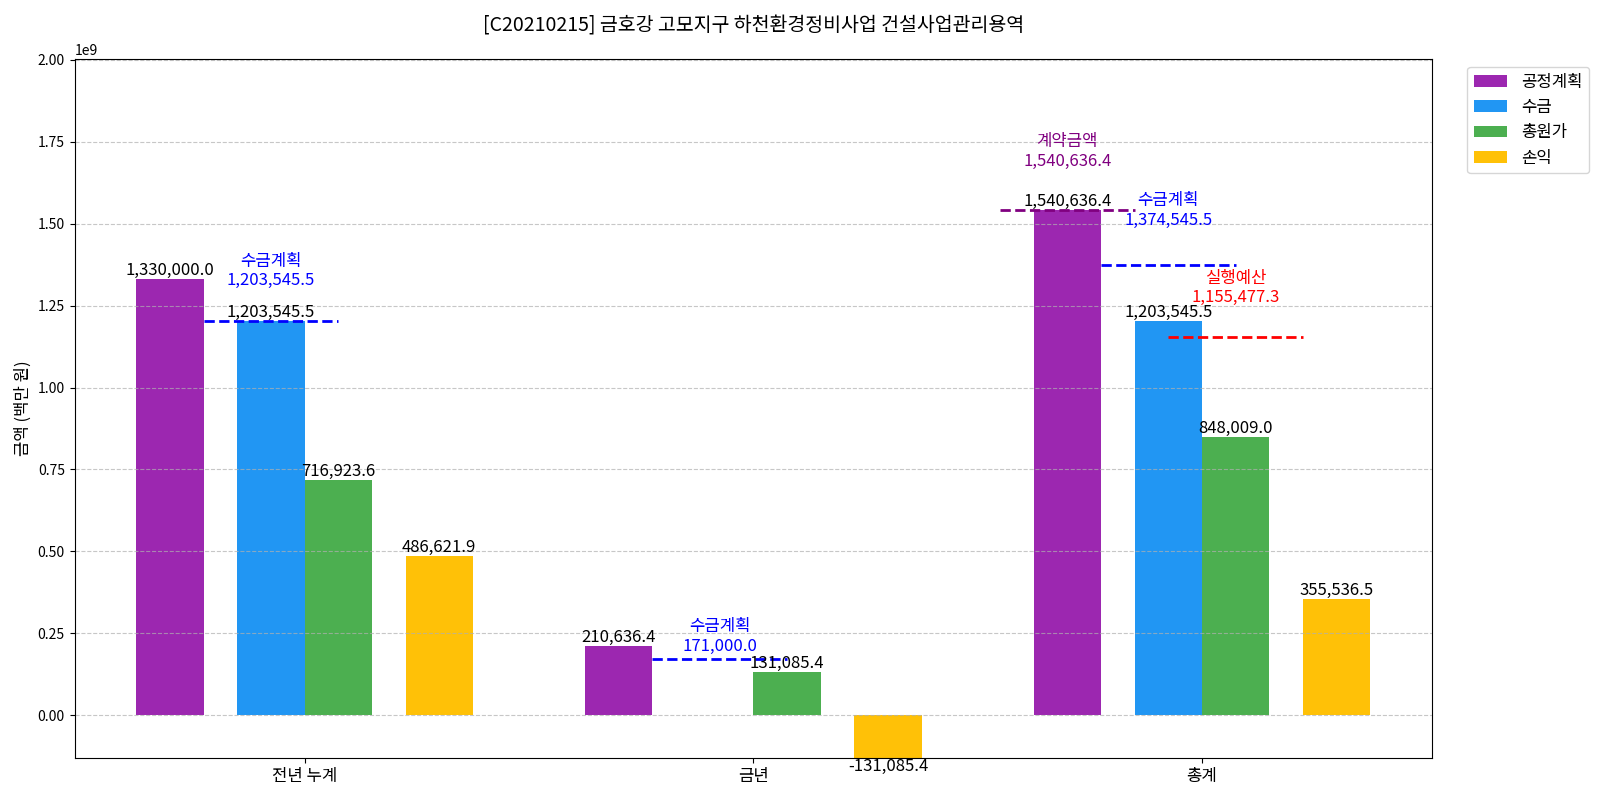 [C20210215] 금호강 고모지구 하천환경정비사업 건설사업관리용역
1e9
2.00
1.75
1.50
1.25
1.00
0.75
0.50
0.25
0.00
금액 (백만 원)
1,330,000.0
수금계획
1,203,545.5
1,203,545.5
716,923.6
486,621.9
210,636.4
수금계획
171,000.0
131,085.4
-131,085.4
계약금액
1,540,636.4
1,540,636.4
수금계획
1,374,545.5
실행예산
1,155,477.3
1,203,545.5
848,009.0
355,536.5
전년 누계
금년
총계
공정계획
수금
총원가
손익